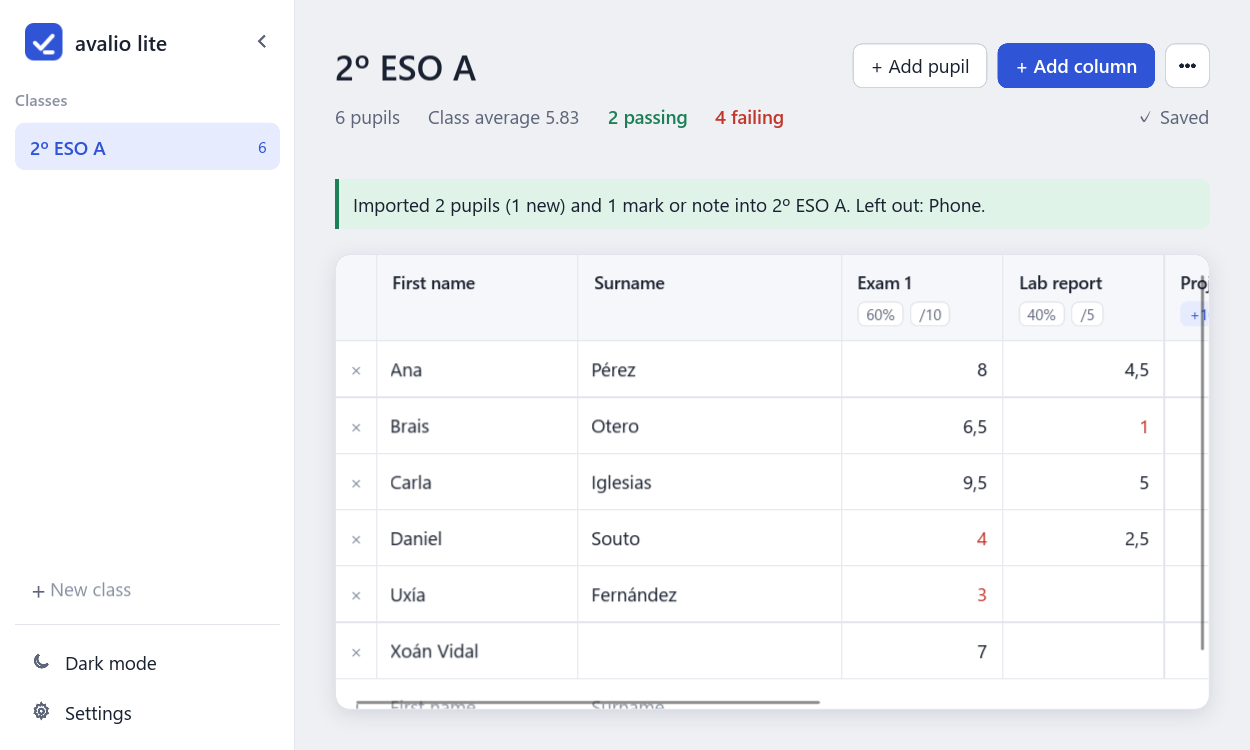 avalio lite
Classes
2º ESO A 6
+ New class
Dark mode
Settings
2º ESO A
+ Add pupil + Add column •••
6 pupils Class average 5.83 2 passing 4 failing ✓ Saved
Imported 2 pupils (1 new) and 1 mark or note into 2º ESO A. Left out: Phone.
First name Surname Exam 1 Lab report
60% /10 40% /5
× Ana Pérez 8 4,5
× Brais Otero 6,5 1
× Carla Iglesias 9,5 5
× Daniel Souto 4 2,5
× Uxía Fernández 3
× Xoán Vidal 7
First name Surname